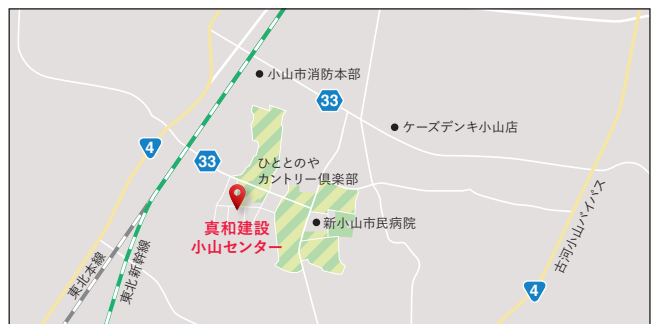 小山市消防本部
33
ケーズデンキ小山店
4
33
ひととのや
カントリー倶楽部
真和建設
小山センター
新小山市民病院
古河小山バイパス
東北本線
東北新幹線
4